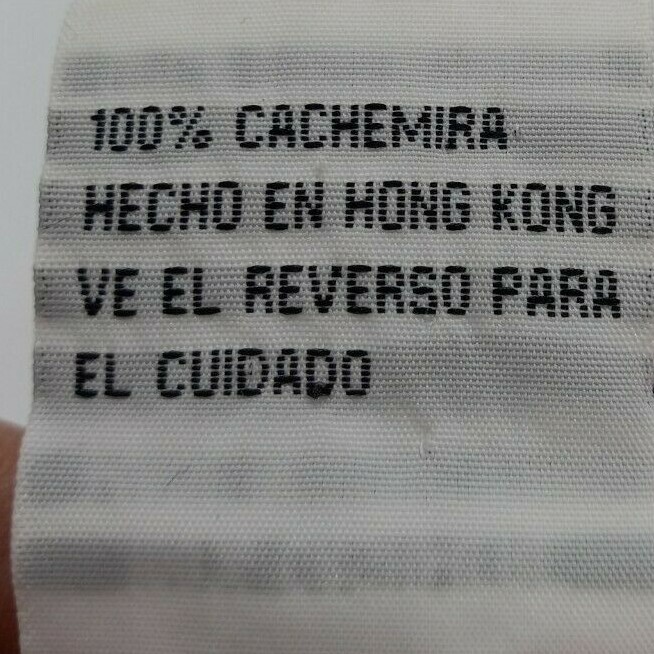 100% CACHEMIRA
HECHO EN HONG KONG
VE EL REVERSO PARA
EL CUIDADO